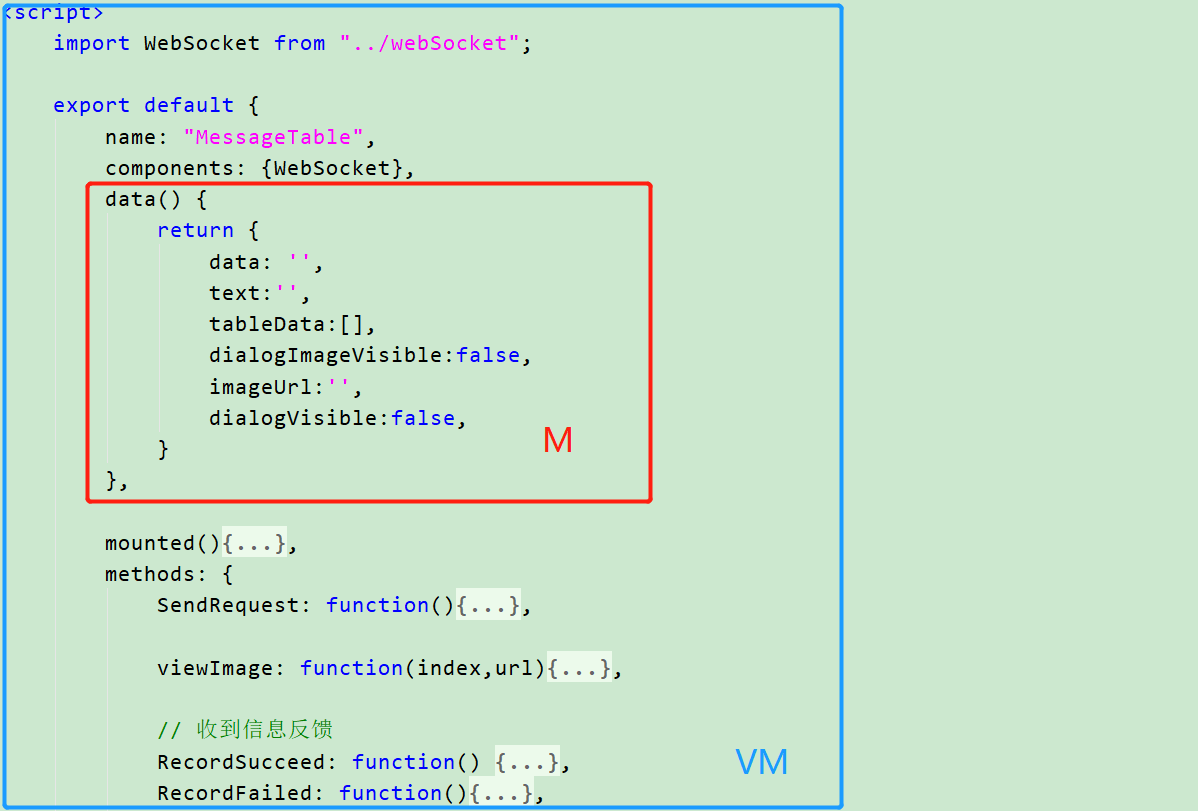 <script>
import WebSocket from "../webSocket";
export default {
name: "MessageTable",
components: {WebSocket},
data() {
return {
data: '',
text:'',
tableData:[],
dialogImageVisible:false,
imageUrl:'',
dialogVisible:false,
}
M
},
mounted(){...},
methods: {
SendRequest: function(){...},
viewImage: function(index,url){...},
// 收到信息反馈
RecordSucceed: function() {...},
VM
RecordFailed: function(){...},